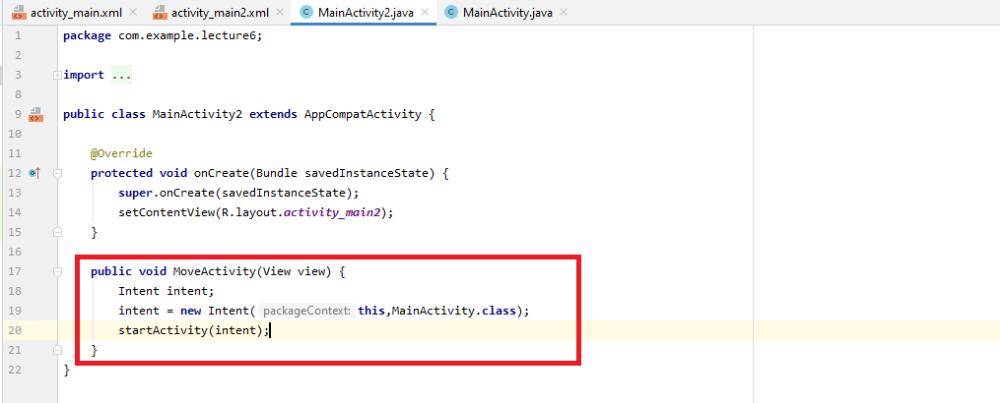 activity_main.xml activity_main2.xml MainActivity2.java MainActivity.java
1 package com.example.lecture6;
2
3 import ...
8
9 public class MainActivity2 extends AppCompatActivity {
10
11 @Override
12 protected void onCreate(Bundle savedInstanceState) {
13 super.onCreate(savedInstanceState);
14 setContentView(R.layout.activity_main2);
15 }
16
17 public void MoveActivity(View view) {
18 Intent intent;
19 intent = new Intent( packageContext: this,MainActivity.class);
20 startActivity(intent);
21 }
22 }